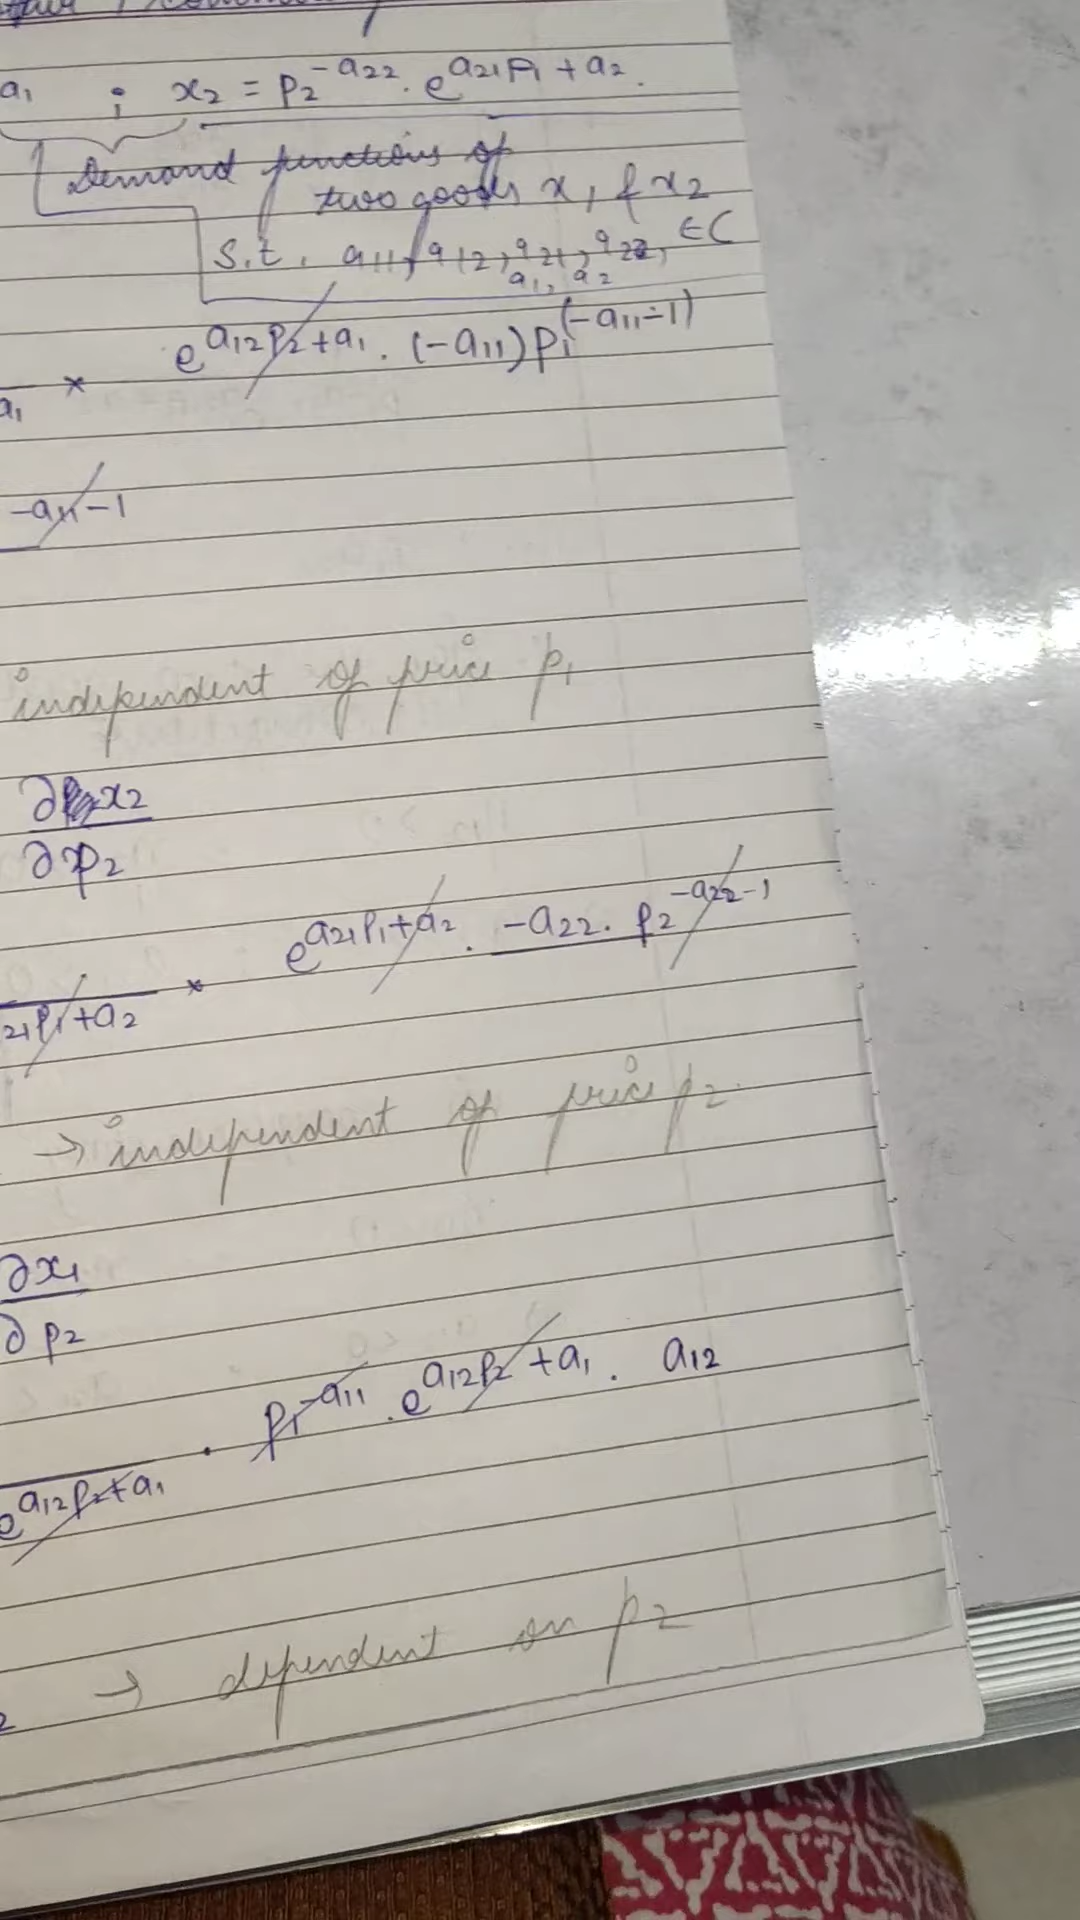 a₁ ; x₂ = p₂^(-a₂₂) . e^(a₂₁p₁ + a₂).
Demand functions of
two goods x₁ & x₂
s.t. a₁₁, a₁₂, a₂₁, a₂₂, ∈ C
a₁, a₂
e^(a₁₂p₂ + a₁) . (-a₁₁) p₁^(-a₁₁-1)
a₁ ×
-a₁₁ - 1
independent of price p₁
∂x₂
∂p₂
e^(a₂₁p₁ + a₂) . -a₂₂ . p₂^(-a₂₂-1)
₂₁p₁ + a₂ ×
→ independent of price p₂.
∂x₁
∂p₂
. p₁^(-a₁₁) . e^(a₁₂p₂ + a₁) . a₁₂
e^(a₁₂p₂ + a₁)
₂ → dependent on p₂